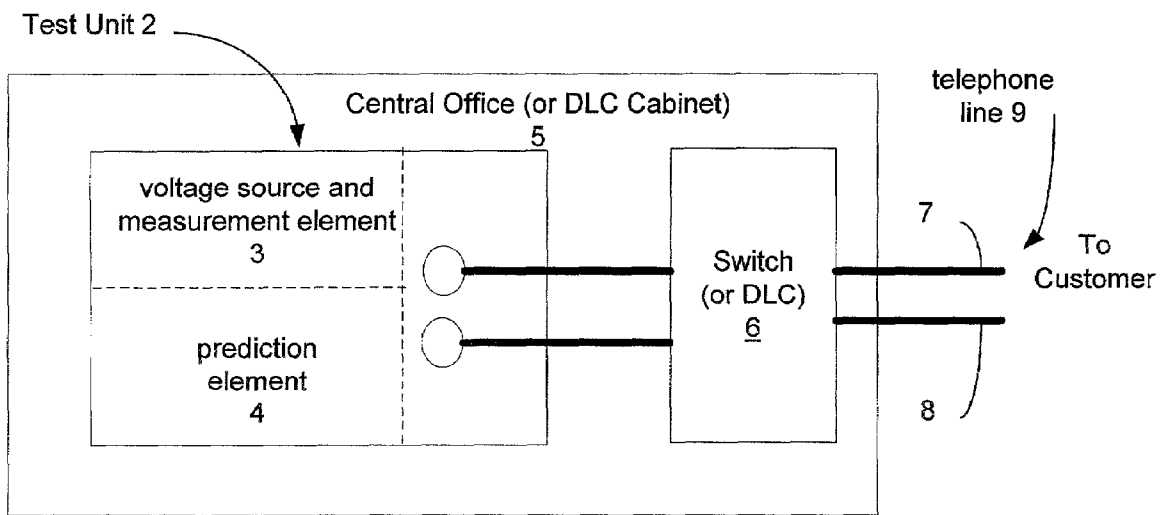 Test Unit 2
Central Office (or DLC Cabinet)
5
telephone
line 9
voltage source and
measurement element
3
prediction
element
4
Switch
(or DLC)
6
7
8
To
Customer